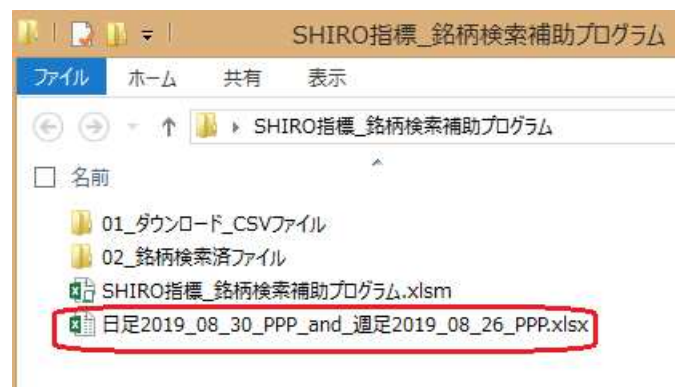 SHIRO指標_銘柄検索補助プログラム
ファイル ホーム 共有 表示
SHIRO指標_銘柄検索補助プログラム
名前
01_ダウンロード_CSVファイル
02_銘柄検索済ファイル
SHIRO指標_銘柄検索補助プログラム.xlsm
日足2019_08_30_PPP_and_週足2019_08_26_PPP.xlsx